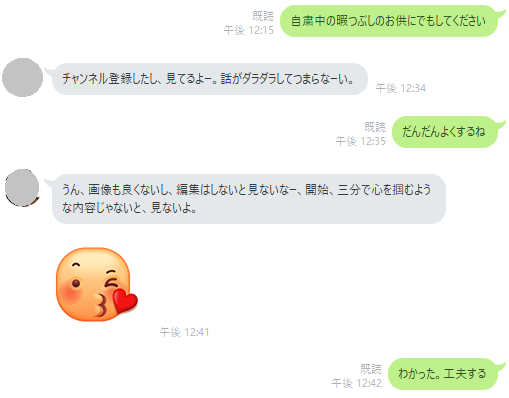 既読
午後 12:15
自粛中の暇つぶしのお供にでもしてください
チャンネル登録したし、見てるよー。話がダラダラしてつまらなーい。
午後 12:34
既読
午後 12:35
だんだんよくするね
うん、画像も良くないし、編集はしないと見ないなー、開始、三分で心を掴むよう
な内容じゃないと、見ないよ。
午後 12:41
既読
午後 12:42
わかった。工夫する